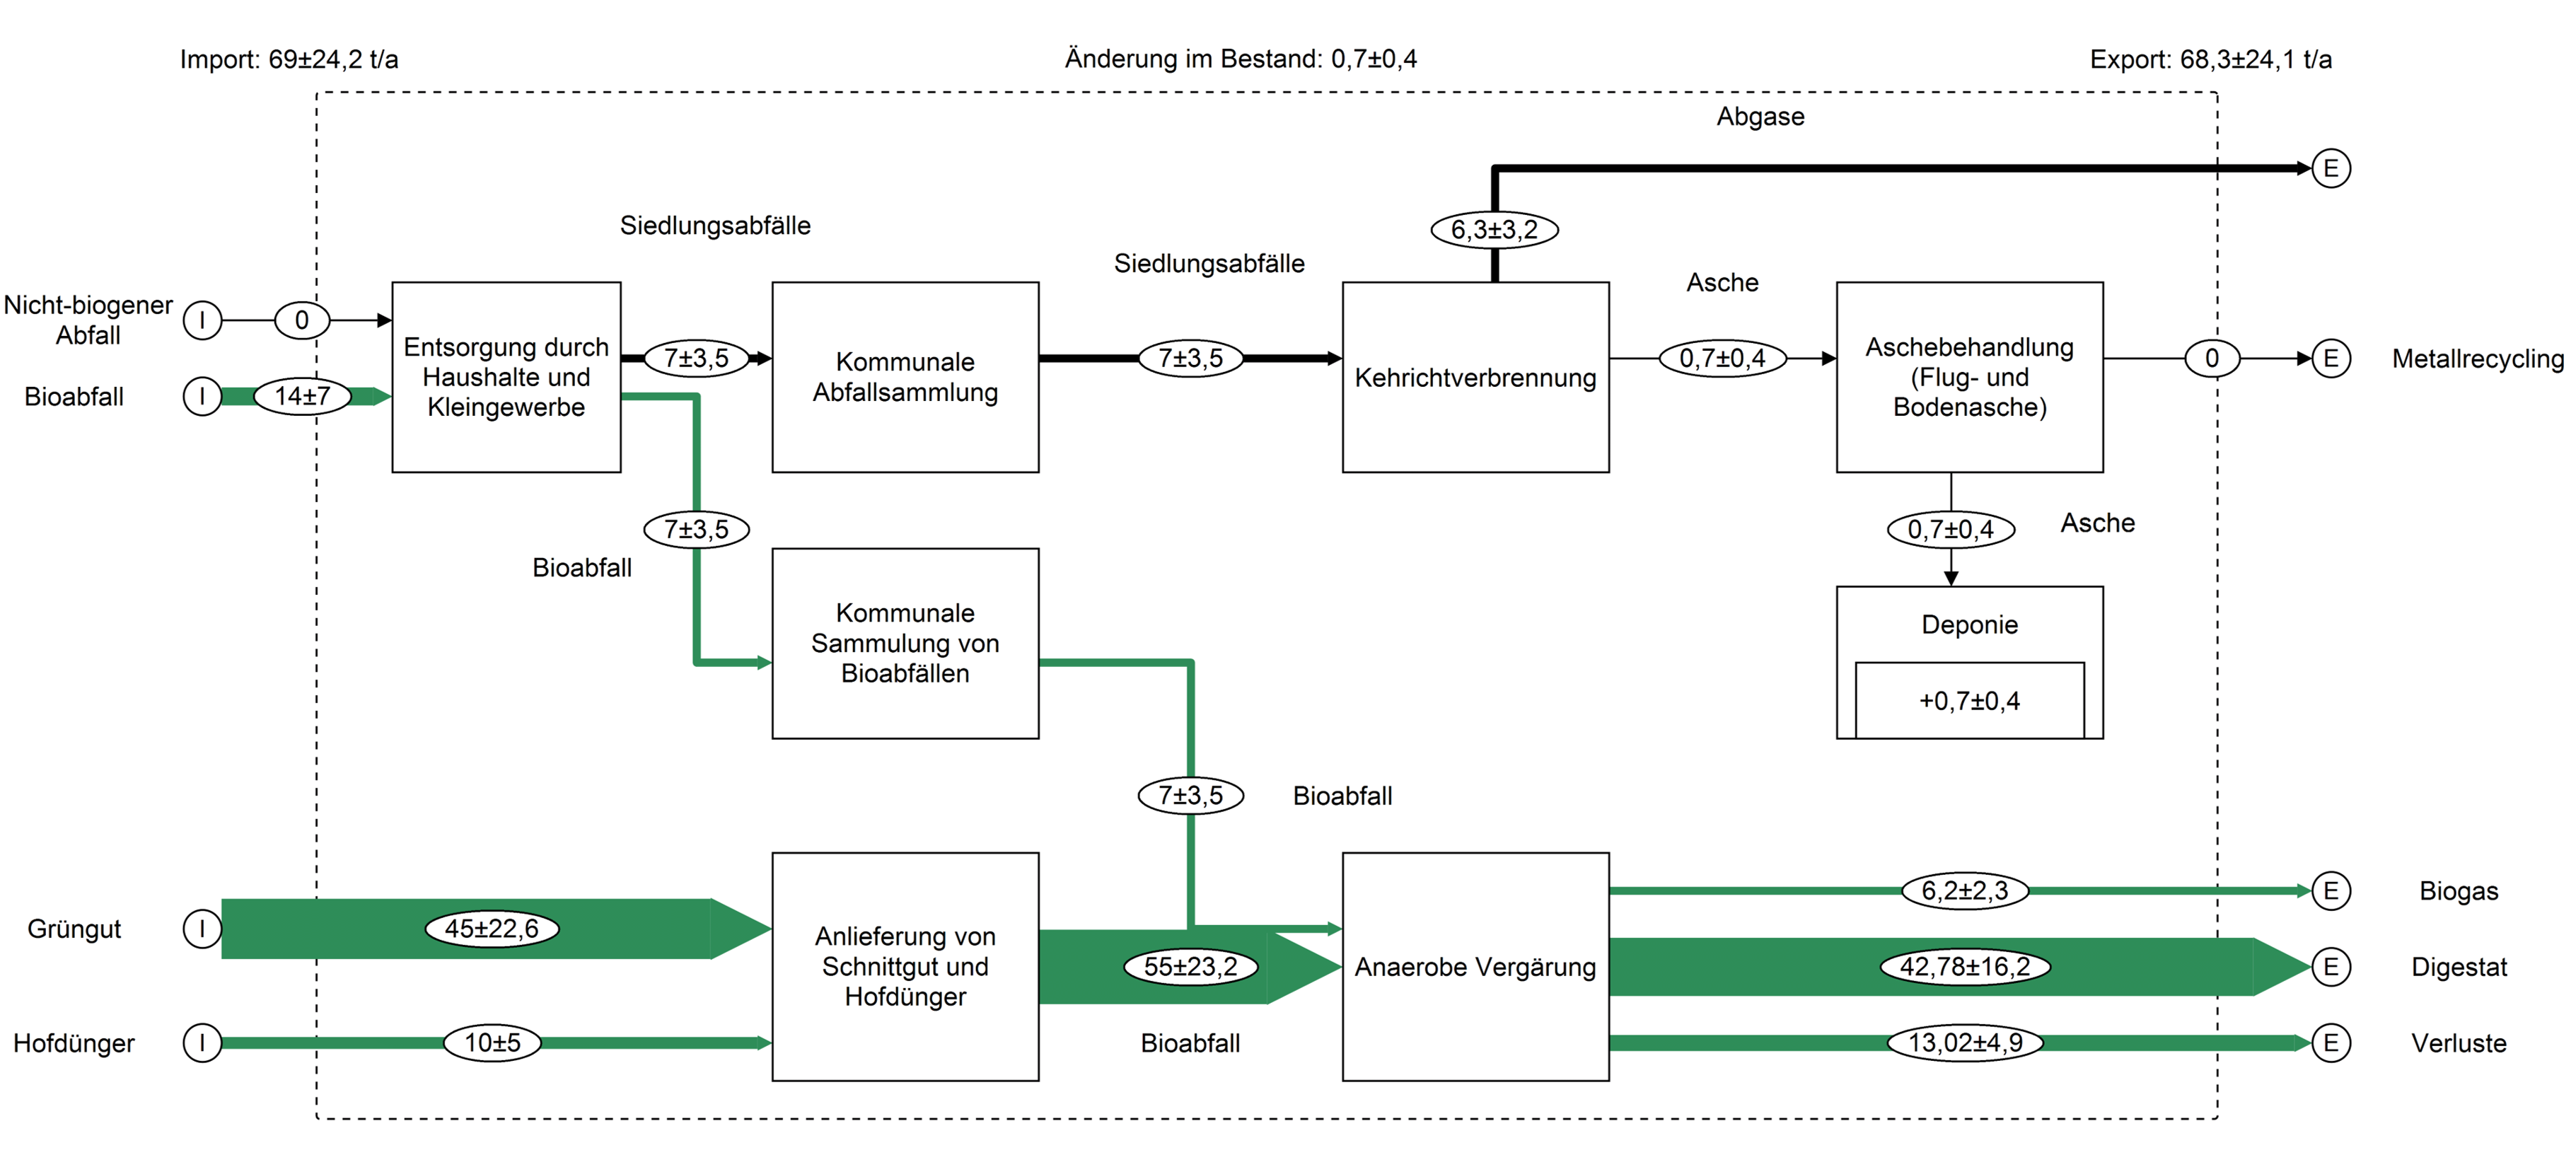 Import: 69±24,2 t/a
Änderung im Bestand: 0,7±0,4
Export: 68,3±24,1 t/a
Abgase
E
6,3±3,2
Siedlungsabfälle
Siedlungsabfälle
Asche
Nicht-biogener
Abfall
I
0
Bioabfall
I
14±7
Entsorgung durch
Haushalte und
Kleingewerbe
7±3,5
Kommunale
Abfallsammlung
7±3,5
Kehrichtverbrennung
0,7±0,4
Aschebehandlung
(Flug- und
Bodenasche)
0
E
Metallrecycling
7±3,5
Bioabfall
0,7±0,4
Asche
Kommunale
Sammulung von
Bioabfällen
Deponie
+0,7±0,4
7±3,5
Bioabfall
Grüngut
I
45±22,6
Hofdünger
I
10±5
Anlieferung von
Schnittgut und
Hofdünger
55±23,2
Bioabfall
Anaerobe Vergärung
6,2±2,3
E
Biogas
42,78±16,2
E
Digestat
13,02±4,9
E
Verluste